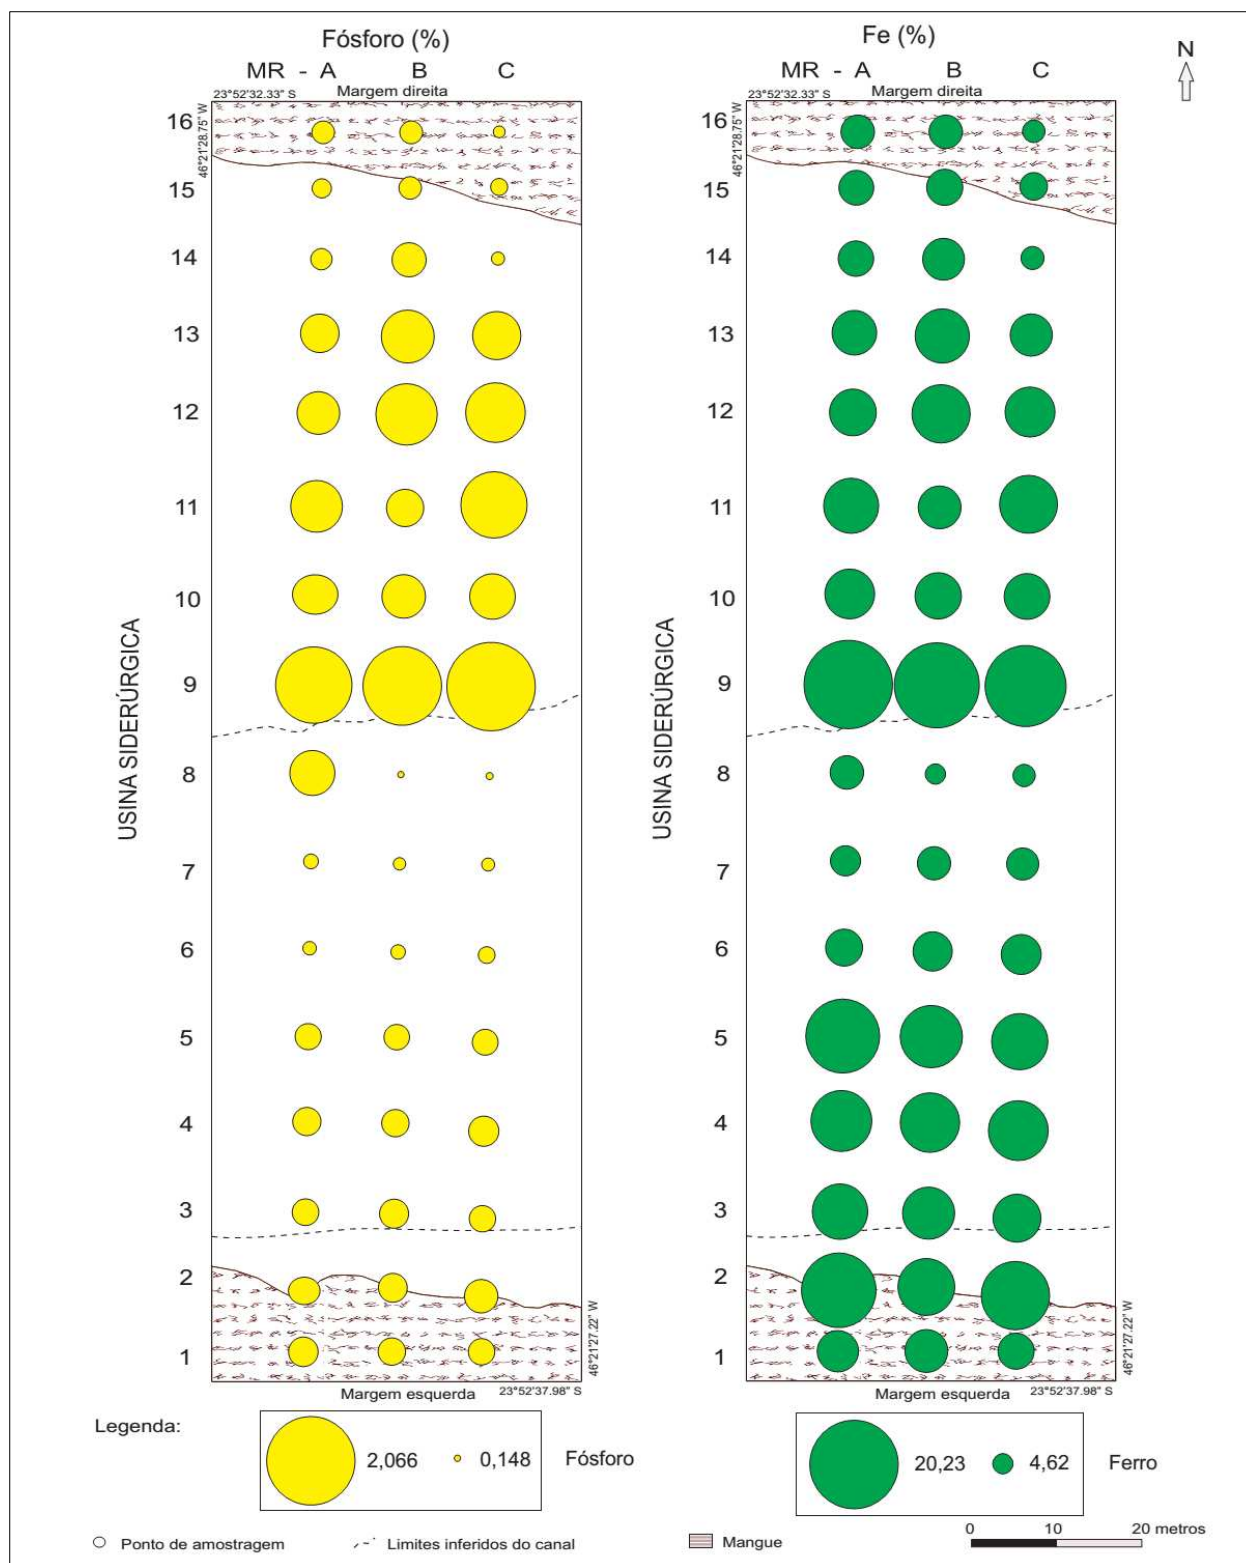 Fósforo (%)
MR - A B C
23°52'32.33" S Margem direita
46°21'28.75" W
16
15
14
13
12
11
10
9
8
7
6
5
4
3
2
1
USINA SIDERÚRGICA
46°21'27.22" W
Margem esquerda 23°52'37.98" S
Fe (%)
MR - A B C
N
23°52'32.33" S Margem direita
46°21'28.75" W
16
15
14
13
12
11
10
9
8
7
6
5
4
3
2
1
USINA SIDERÚRGICA
46°21'27.22" W
Margem esquerda 23°52'37.98" S
Legenda:
2,066 0,148 Fósforo
20,23 4,62 Ferro
Ponto de amostragem Limites inferidos do canal Mangue
0 10 20 metros